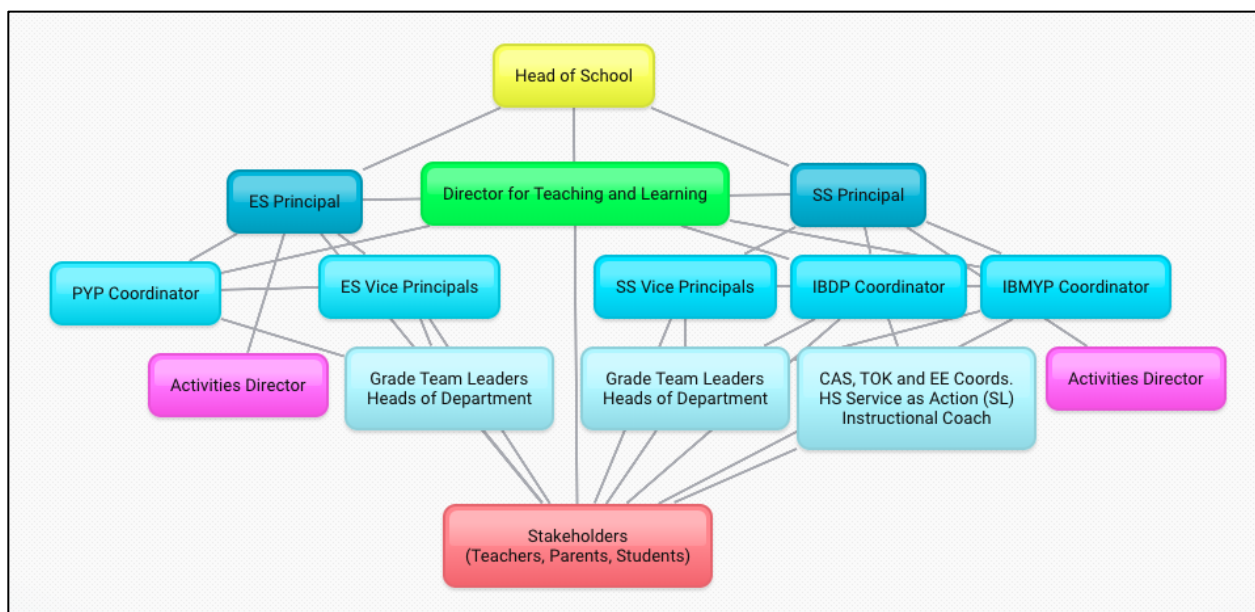 Head of School
ES Principal
Director for Teaching and Learning
SS Principal
PYP Coordinator
ES Vice Principals
SS Vice Principals
IBDP Coordinator
IBMYP Coordinator
Activities Director
Grade Team Leaders
Heads of Department
Grade Team Leaders
Heads of Department
CAS, TOK and EE Coords.
HS Service as Action (SL)
Instructional Coach
Activities Director
Stakeholders
(Teachers, Parents, Students)